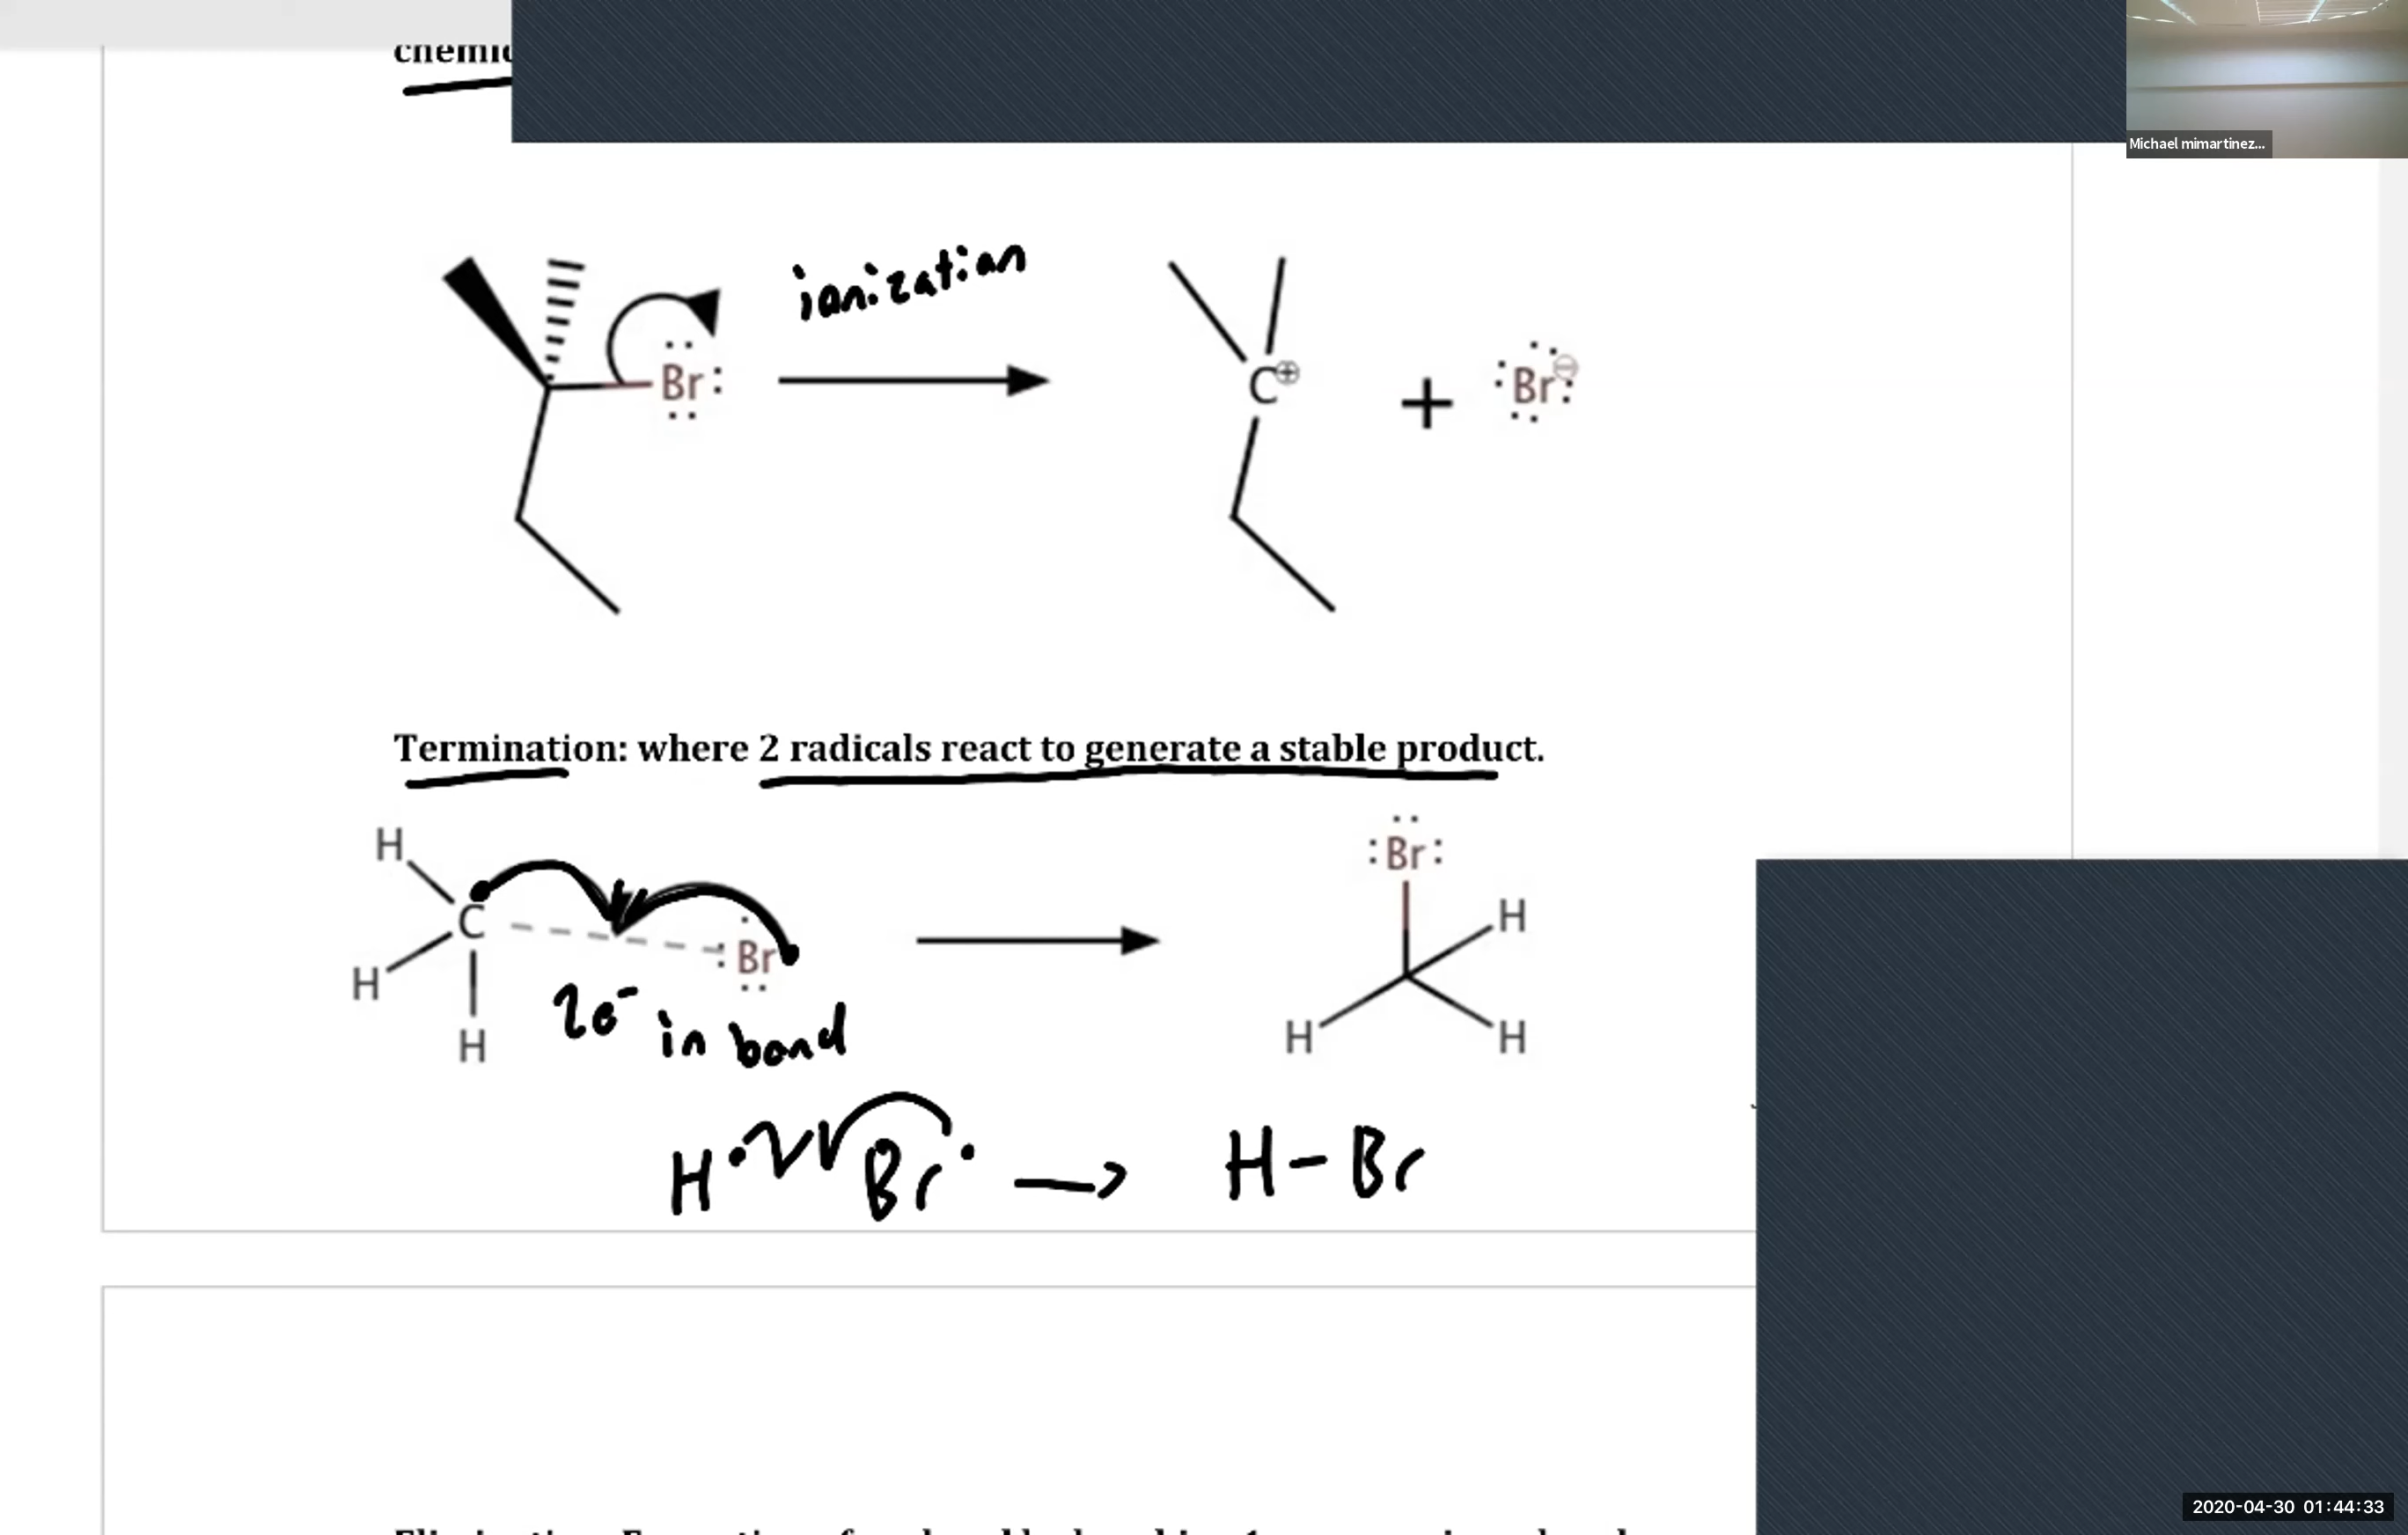 Michael mimartinez...
ionization
Br:
C⊕ + :Br:⊖
Termination: where 2 radicals react to generate a stable product.
:Br:
H
C
:Br
H
H
H
2e⁻ in bond
H
H
H• Br• → H-Br
2020-04-30 01:44:33